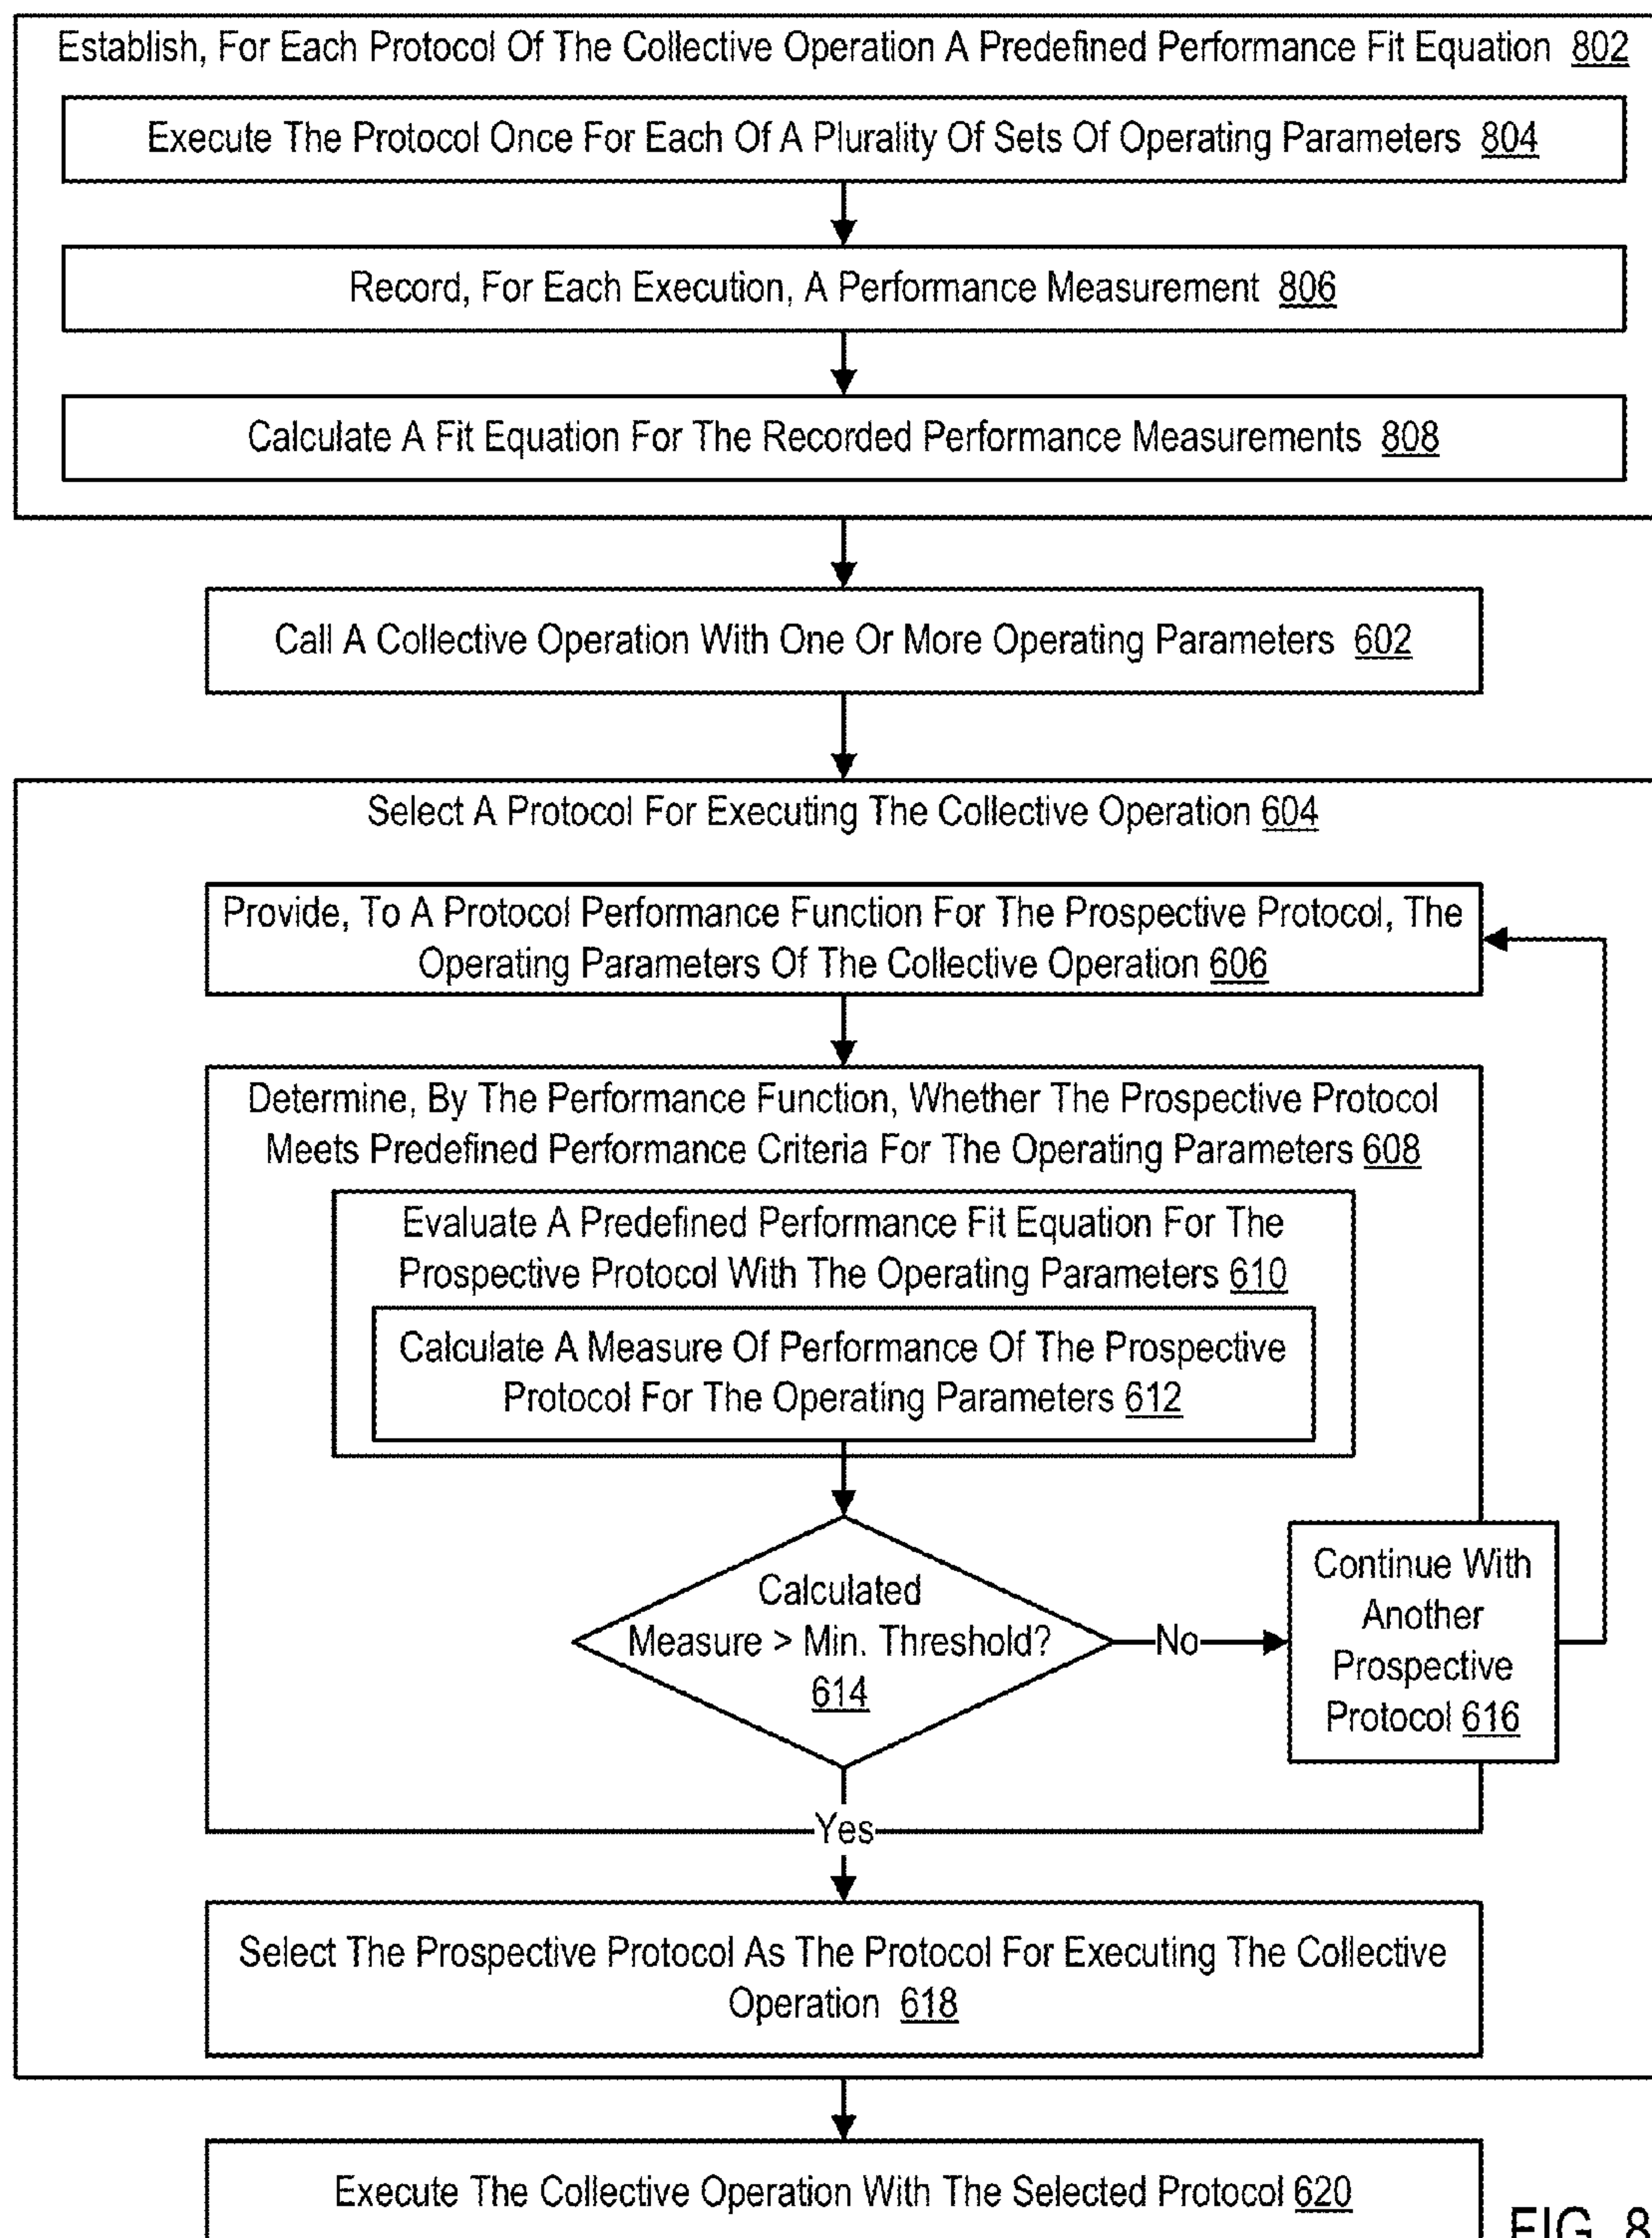 Establish, For Each Protocol Of The Collective Operation A Predefined Performance Fit Equation 802
Execute The Protocol Once For Each Of A Plurality Of Sets Of Operating Parameters 804
Record, For Each Execution, A Performance Measurement 806
Calculate A Fit Equation For The Recorded Performance Measurements 808
Call A Collective Operation With One Or More Operating Parameters 602
Select A Protocol For Executing The Collective Operation 604
Provide, To A Protocol Performance Function For The Prospective Protocol, The
Operating Parameters Of The Collective Operation 606
Determine, By The Performance Function, Whether The Prospective Protocol
Meets Predefined Performance Criteria For The Operating Parameters 608
Evaluate A Predefined Performance Fit Equation For The
Prospective Protocol With The Operating Parameters 610
Calculate A Measure Of Performance Of The Prospective
Protocol For The Operating Parameters 612
Calculated
Measure > Min. Threshold?
614
No
Continue With
Another
Prospective
Protocol 616
Yes
Select The Prospective Protocol As The Protocol For Executing The Collective
Operation 618
Execute The Collective Operation With The Selected Protocol 620
FIG. 8